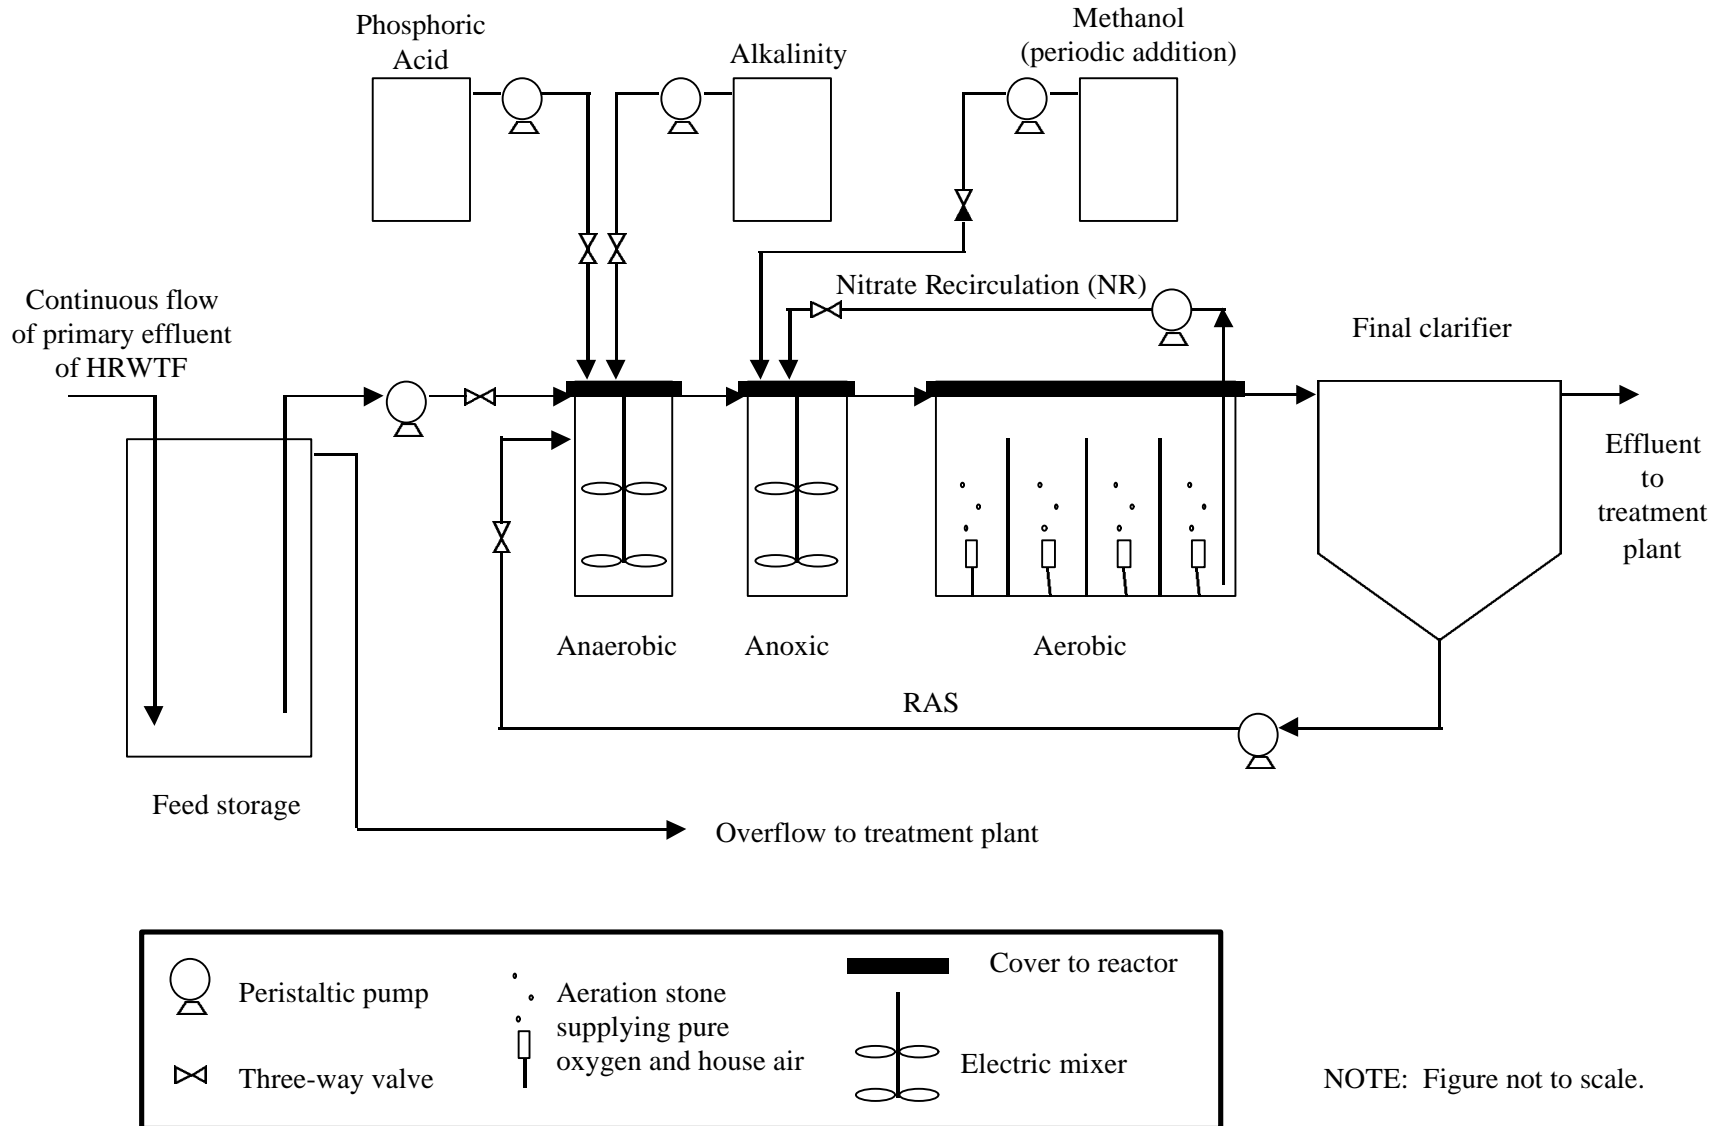 Phosphoric
Acid
Alkalinity
Methanol
(periodic addition)
Continuous flow
of primary effluent
of HRWTF
Nitrate Recirculation (NR)
Final clarifier
Effluent
to
treatment
plant
Anaerobic
Anoxic
Aerobic
RAS
Feed storage
Overflow to treatment plant
Peristaltic pump
Three-way valve
Aeration stone
supplying pure
oxygen and house air
Cover to reactor
Electric mixer
NOTE:  Figure not to scale.